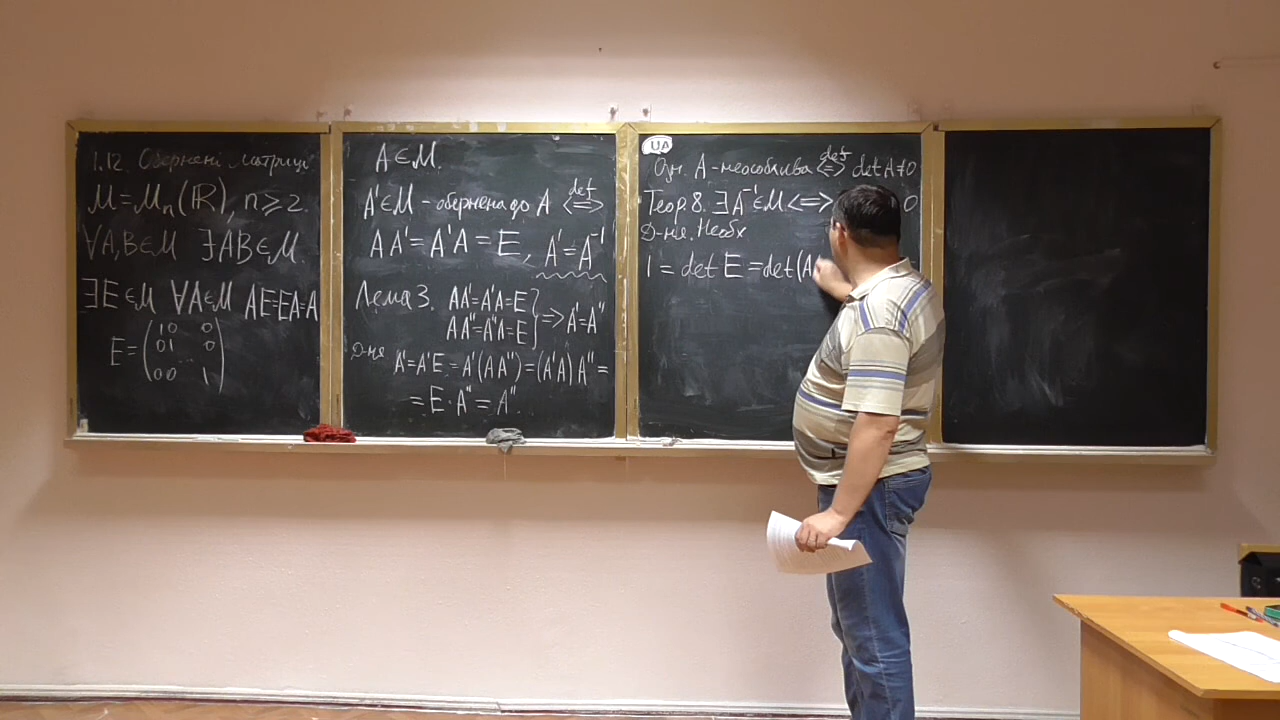 1.12. Обернені матриці
M = Mn(ℝ), n ⩾ 2.
∀A,B∈M ∃AB∈M.
∃E∈M ∀A∈M AE=EA=A
E = (1 0 0
0 1 0
...
0 0 1)
A∈M.
A'∈M – обернена до A ⇔ def
AA' = A'A = E, A' = A⁻¹
Лема 3. AA'=A'A=E
AA''=A''A=E } => A'=A''
Д-ня A'=A'E=A'(AA'')=(A'A)A''=
= E·A'' = A''.
UA
Озн. A – неособлива ⇔ def det A≠0
Теор. 8. ∃A⁻¹∈M <=> 0
Д-ня. Необх
1 = det E = det(A